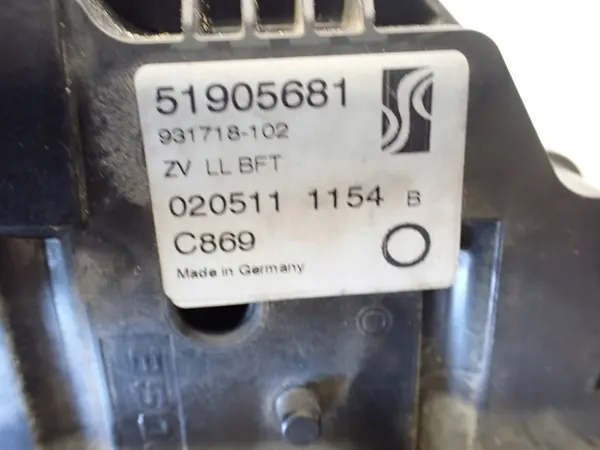 51905681
931718-102
ZV LL BFT
020511 1154 B
C869
Made in Germany